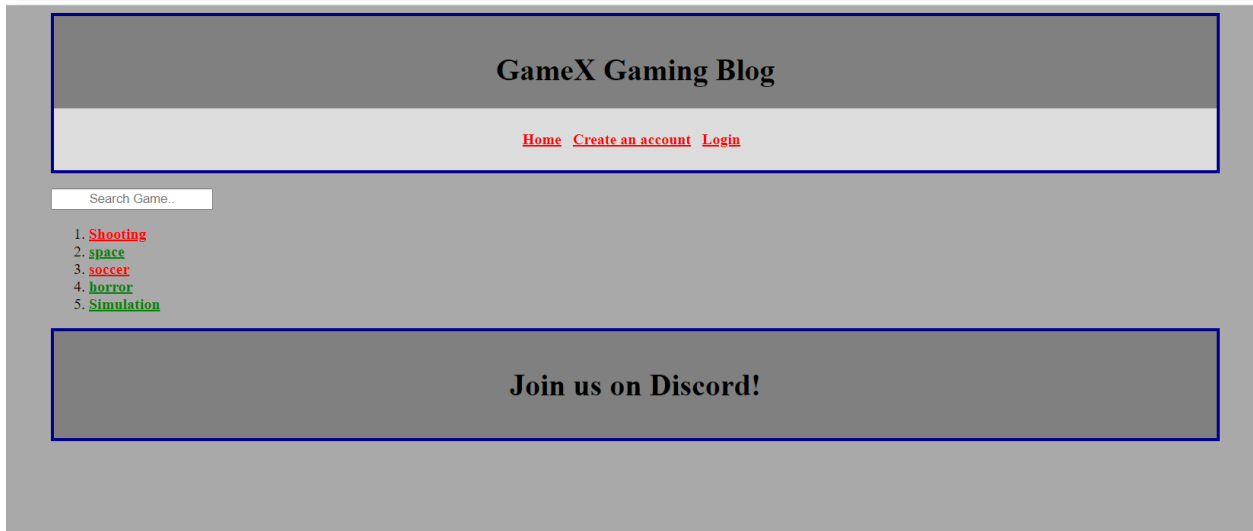 GameX Gaming Blog
Home Create an account Login
Search Game..
1. Shooting
2. space
3. soccer
4. horror
5. Simulation
Join us on Discord!